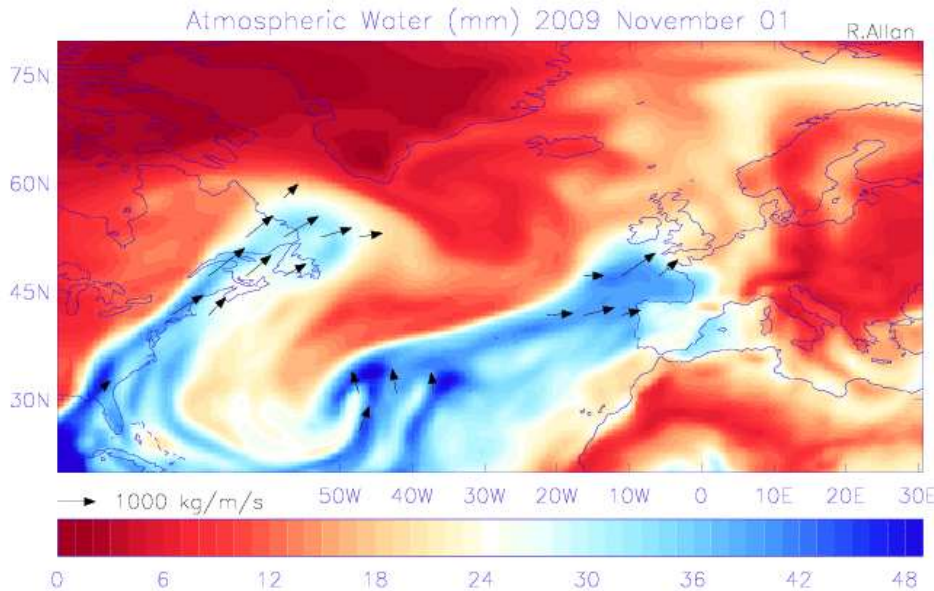 Atmospheric Water (mm) 2009 November 01
R.Allan
75N
60N
45N
30N
1000 kg/m/s
50W 40W 30W 20W 10W 0 10E 20E 30E
0 6 12 18 24 30 36 42 48